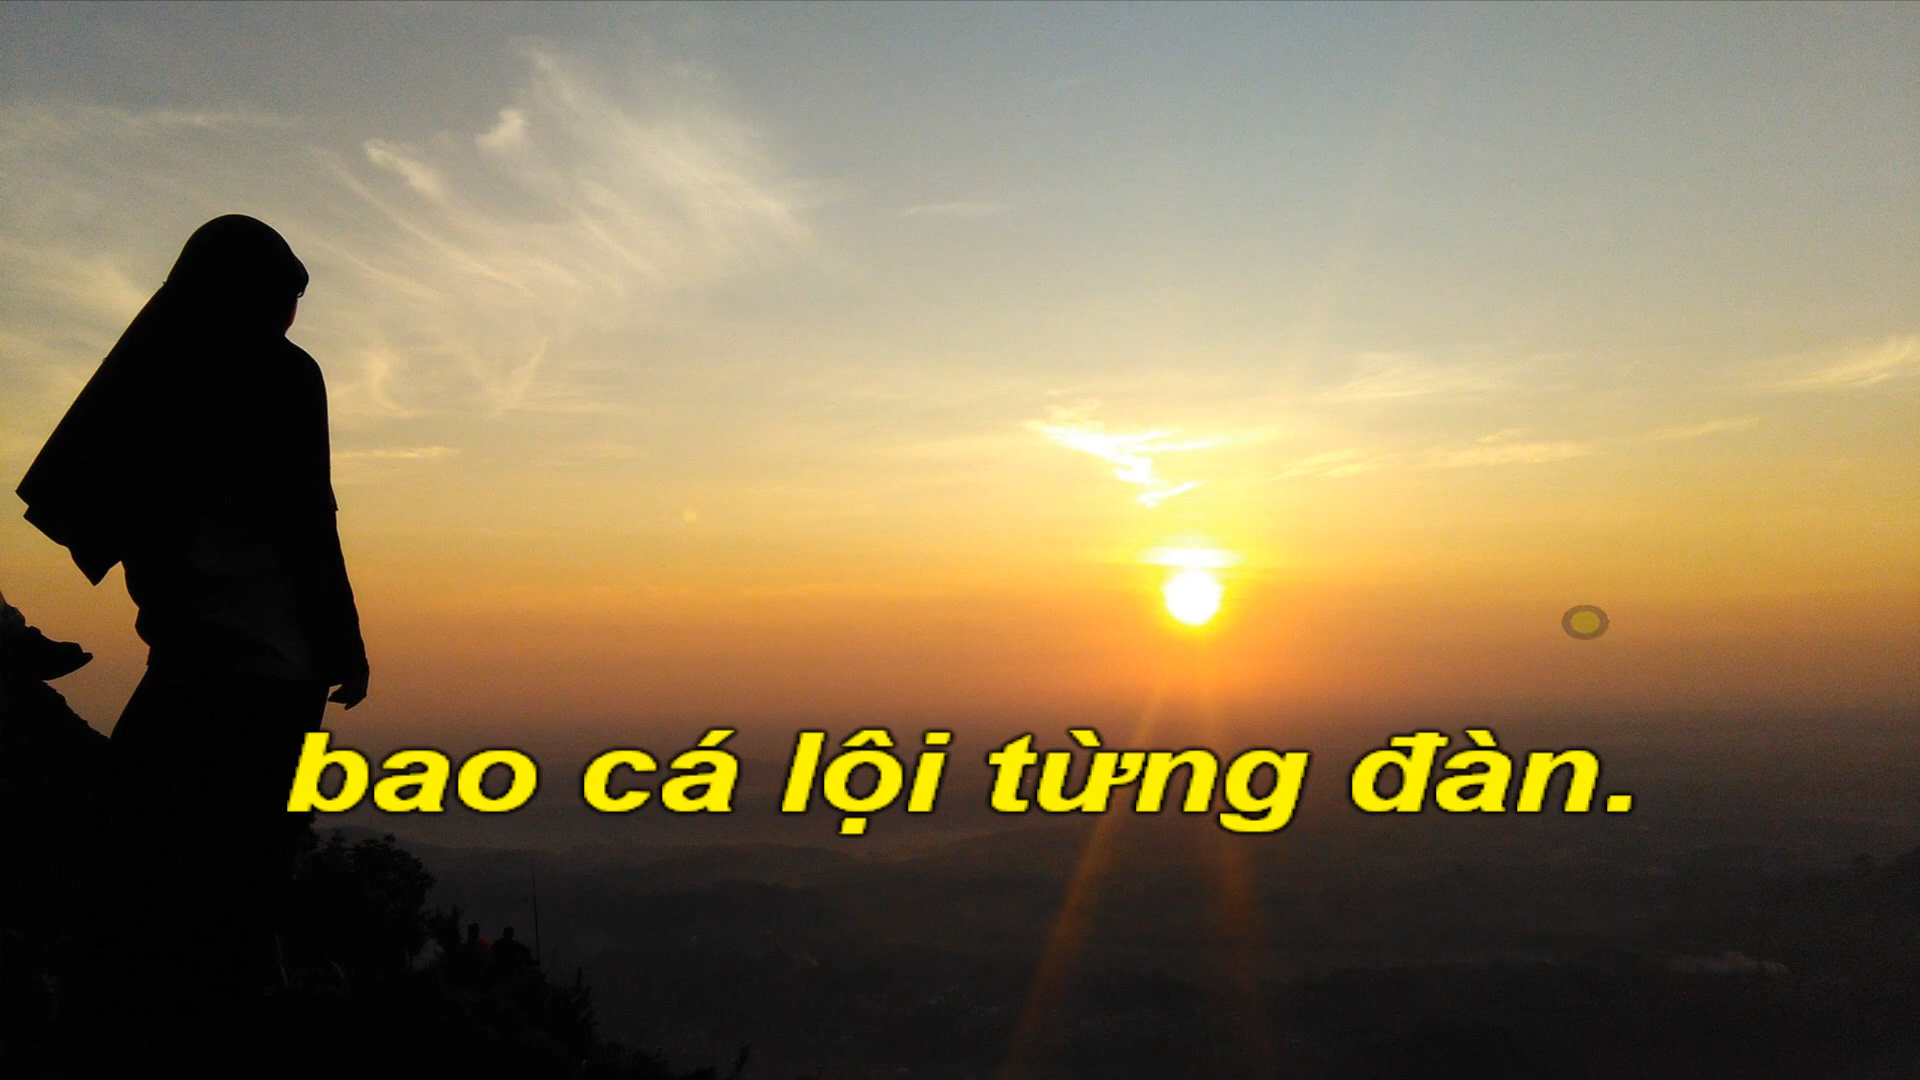 bao cá lội từng đàn.